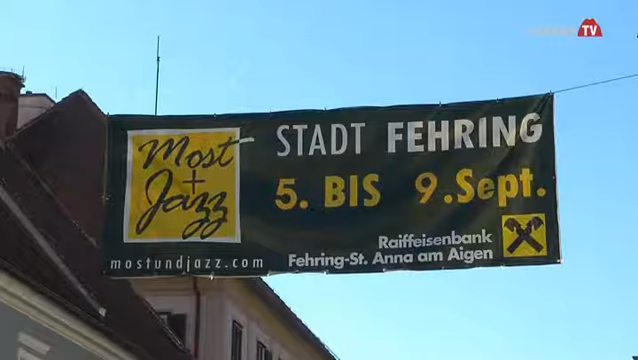 TV
STADT FEHRING
Most
+
Jazz
5. BIS 9. Sept.
Raiffeisenbank
mostundjazz.com
Fehring-St. Anna am Aigen